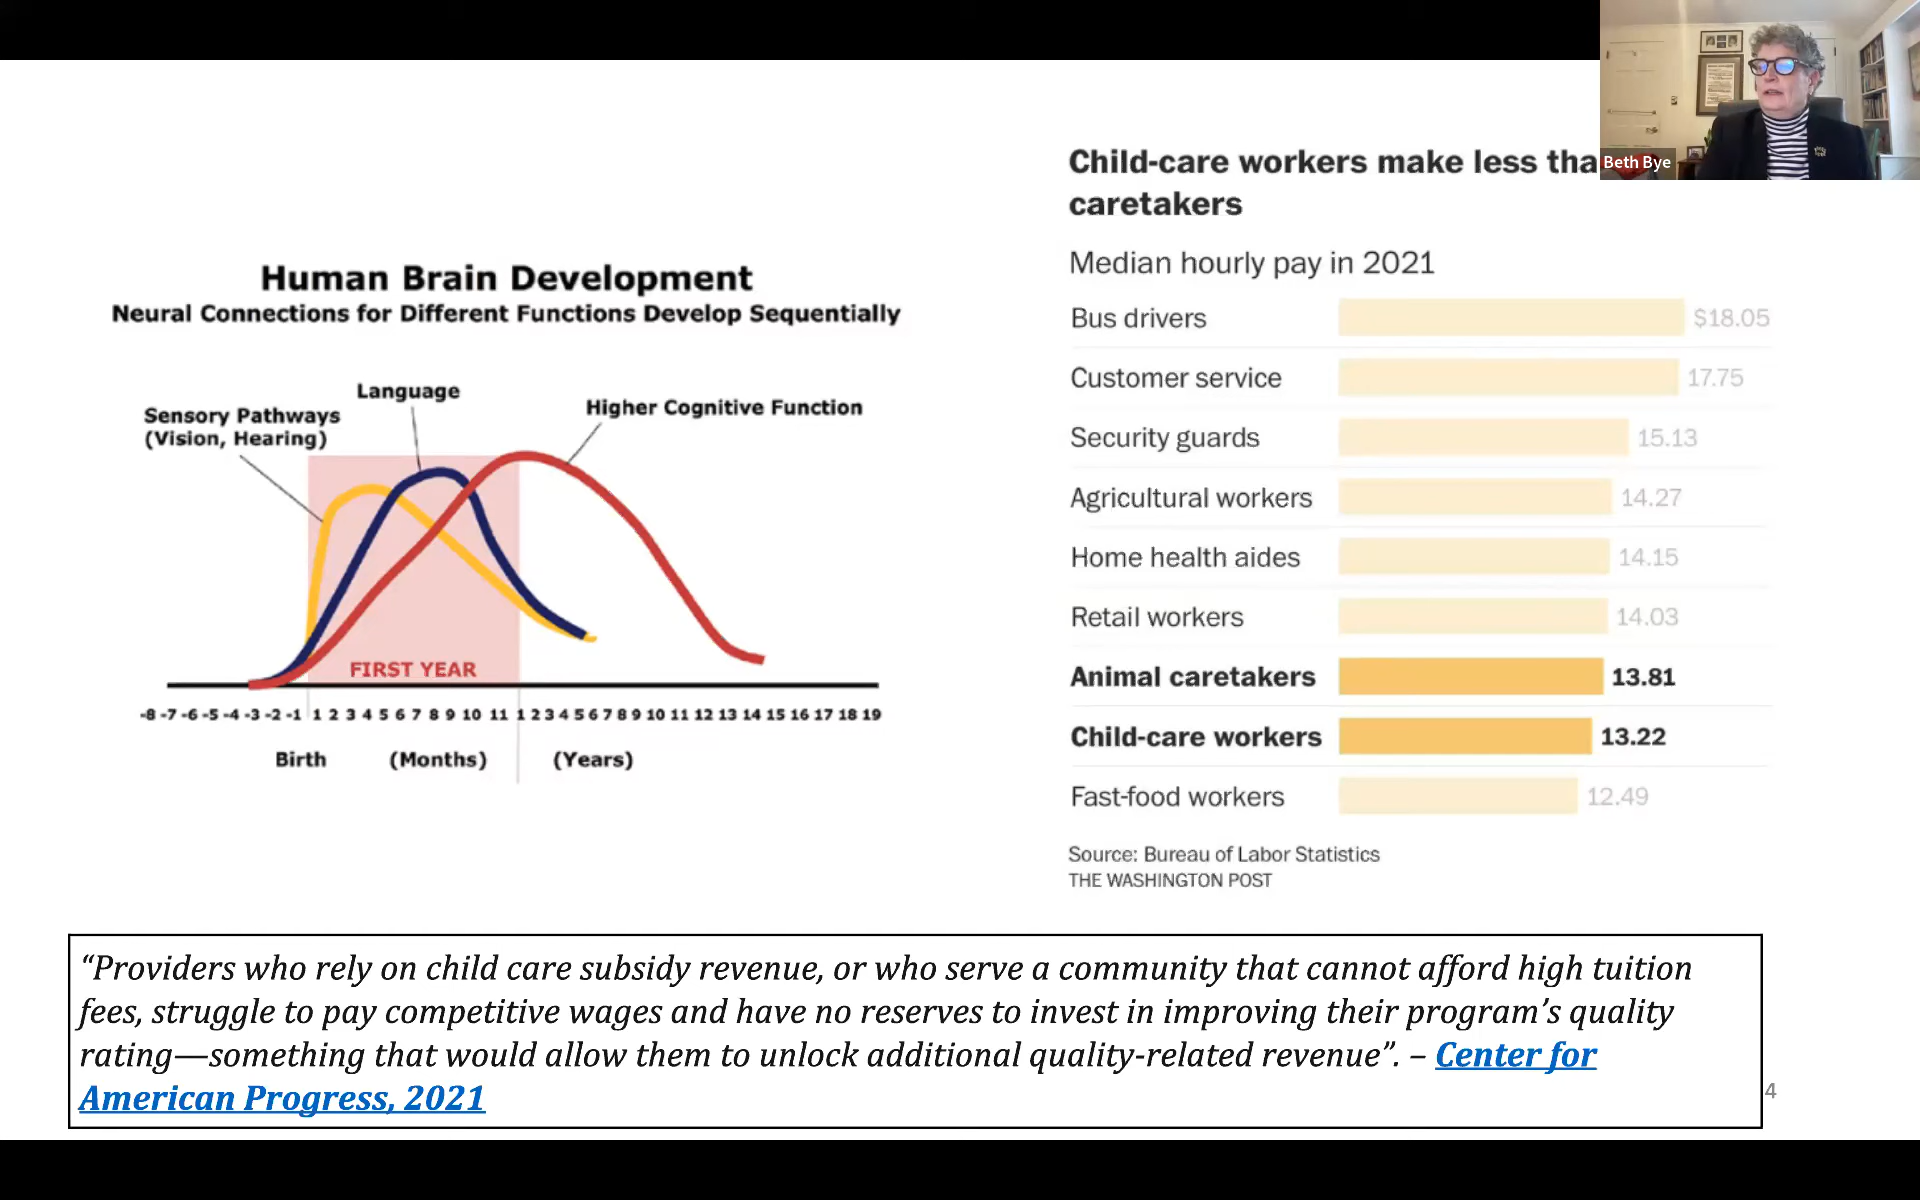 Beth Bye
Human Brain Development
Neural Connections for Different Functions Develop Sequentially
Language
Sensory Pathways
(Vision, Hearing)
Higher Cognitive Function
FIRST YEAR
-8 -7 -6 -5 -4 -3 -2 -1 1 2 3 4 5 6 7 8 9 10 11 1 2 3 4 5 6 7 8 9 10 11 12 13 14 15 16 17 18 19
Birth (Months) (Years)
Child-care workers make less
caretakers
Median hourly pay in 2021
Bus drivers $18.05
Customer service 17.75
Security guards 15.13
Agricultural workers 14.27
Home health aides 14.15
Retail workers 14.03
Animal caretakers 13.81
Child-care workers 13.22
Fast-food workers 12.49
Source: Bureau of Labor Statistics
THE WASHINGTON POST
“Providers who rely on child care subsidy revenue, or who serve a community that cannot afford high tuition
fees, struggle to pay competitive wages and have no reserves to invest in improving their program’s quality
rating—something that would allow them to unlock additional quality-related revenue”. – Center for
American Progress, 2021
4